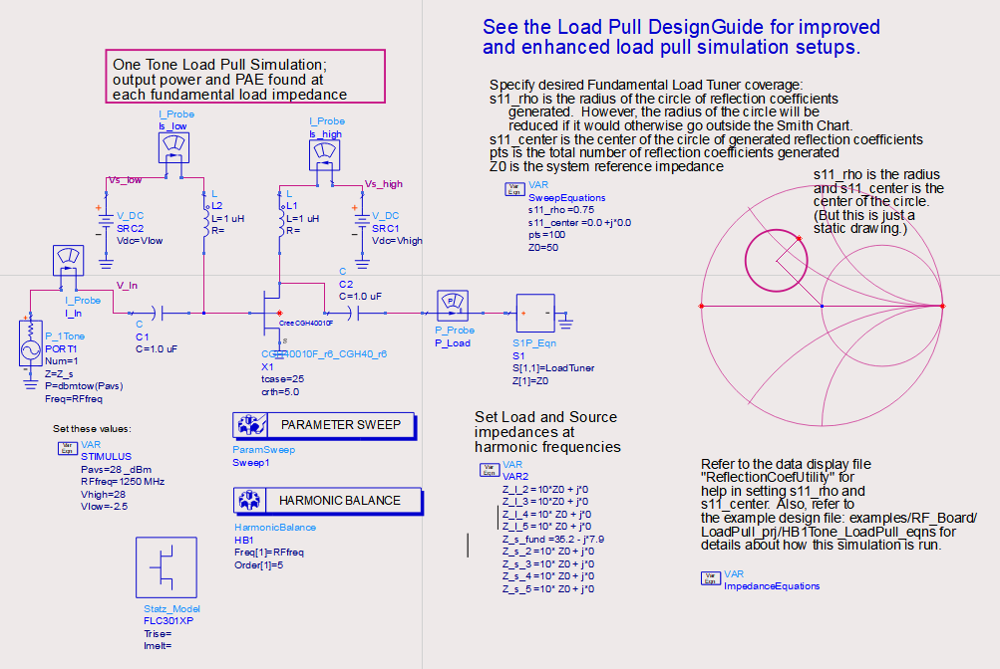 See the Load Pull DesignGuide for improved
and enhanced load pull simulation setups.
One Tone Load Pull Simulation;
output power and PAE found at
each fundamental load impedance
Specify desired Fundamental Load Tuner coverage:
s11_rho is the radius of the circle of reflection coefficients
generated. However, the radius of the circle will be
reduced if it would otherwise go outside the Smith Chart.
s11_center is the center of the circle of generated reflection coefficients
pts is the total number of reflection coefficients generated
Z0 is the system reference impedance
VAR
SweepEquations
s11_rho =0.75
s11_center =0.0 +j*0.0
pts=100
Z0=50
Var
Eqn
s11_rho is the radius
and s11_center is the
center of the circle.
(But this is just a
static drawing.)
I_Probe
Is_low
I_Probe
Is_high
Vs_low
Vs_high
V_DC
SRC2
Vdc=Vlow
L
L2
L=1 uH
R=
L
L1
L=1 uH
R=
V_DC
SRC1
Vdc=Vhigh
V_In
I_Probe
I_In
C
C1
C=1.0 uF
C
C2
C=1.0 uF
P_1Tone
PORT1
Num=1
Z=Z_s
P=dbmtow(Pavs)
Freq=RFfreq
Cree CGH40010F
CGH40010F_r6_CGH40_r6
X1
tcase=25
crth=5.0
P_Probe
P_Load
S1P_Eqn
S1
S[1,1]=LoadTuner
Z[1]=Z0
Set these values:
Var
Eqn
VAR
STIMULUS
Pavs=28 _dBm
RFfreq=1250 MHz
Vhigh=28
Vlow=-2.5
PARAMETER SWEEP
ParamSweep
Sweep1
HARMONIC BALANCE
HarmonicBalance
HB1
Freq[1]=RFfreq
Order[1]=5
Statz_Model
FLC301XP
Trise=
Imelt=
Set Load and Source
impedances at
harmonic frequencies
Var
Eqn
VAR
VAR2
Z_l_2 =10*Z0 + j*0
Z_l_3 =10*Z0 + j*0
Z_l_4 =10* Z0 + j*0
Z_l_5 =10* Z0 + j*0
Z_s_fund =35.2 - j*7.9
Z_s_2 =10* Z0 + j*0
Z_s_3 =10* Z0 + j*0
Z_s_4 =10* Z0 + j*0
Z_s_5 =10* Z0 + j*0
Refer to the data display file
"ReflectionCoefUtility" for
help in setting s11_rho and
s11_center. Also, refer to
the example design file: examples/RF_Board/
LoadPull_prj/HB1Tone_LoadPull_eqns for
details about how this simulation is run.
Var
Eqn
VAR
ImpedanceEquations